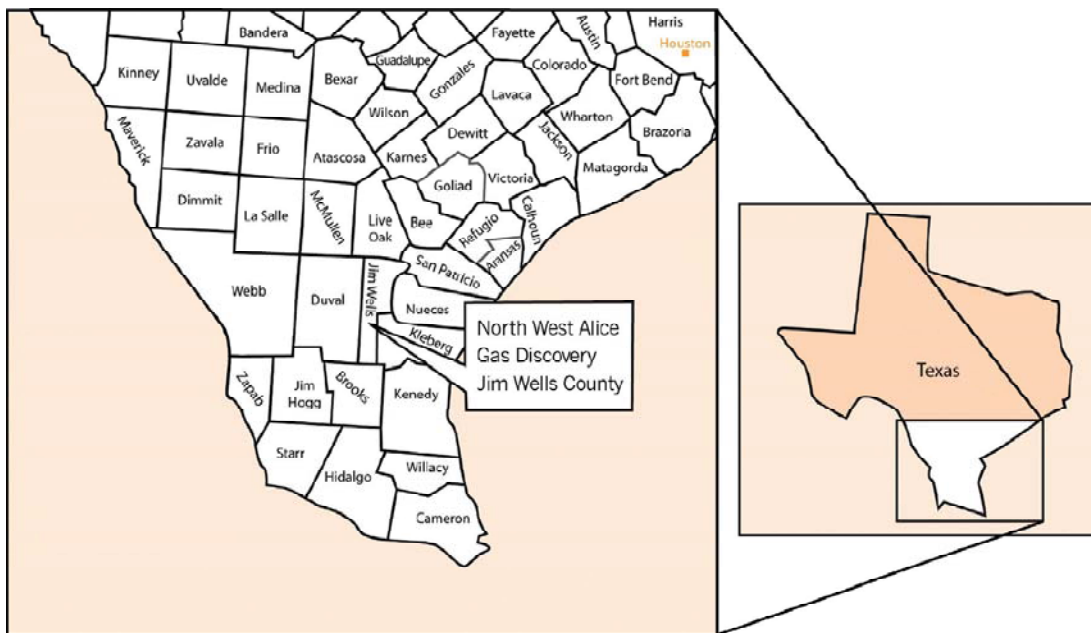 Harris
Houston
Austin
Fayette
Bandera
Guadalupe
Gonzales
Colorado
Fort Bend
Kinney
Uvalde
Medina
Bexar
Lavaca
Wharton
Wilson
Brazoria
Maverick
Zavala
Frio
Atascosa
Karnes
Dewitt
Jackson
Matagorda
Goliad
Victoria
Dimmit
La Salle
McMullen
Live
Oak
Bee
Refugio
Calhoun
Aransas
San Patricio
Webb
Duval
Jim Wells
Nueces
Kleberg
North West Alice
Gas Discovery
Jim Wells County
Zapab
Jim
Hogg
Brooks
Kenedy
Starr
Hidalgo
Willacy
Cameron
Texas